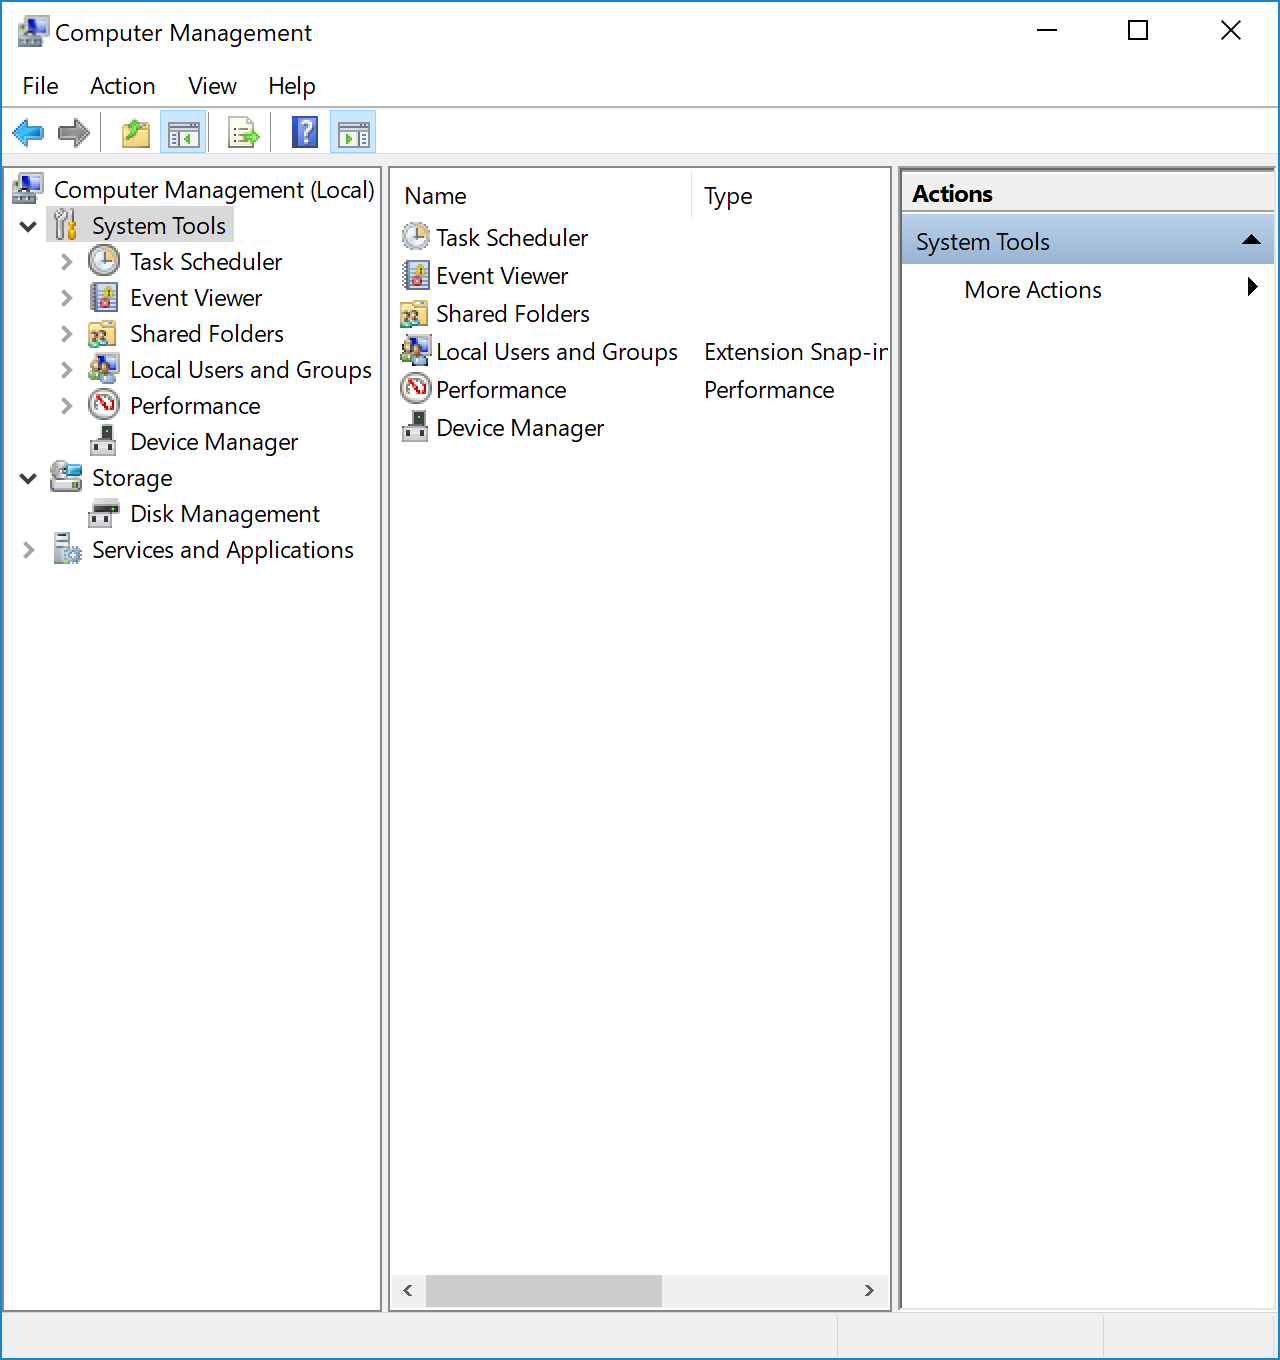 Computer Management
File Action View Help
Computer Management (Local)
System Tools
Task Scheduler
Event Viewer
Shared Folders
Local Users and Groups
Performance
Device Manager
Storage
Disk Management
Services and Applications
Name Type
Task Scheduler
Event Viewer
Shared Folders
Local Users and Groups Extension Snap-in
Performance Performance
Device Manager
Actions
System Tools
More Actions